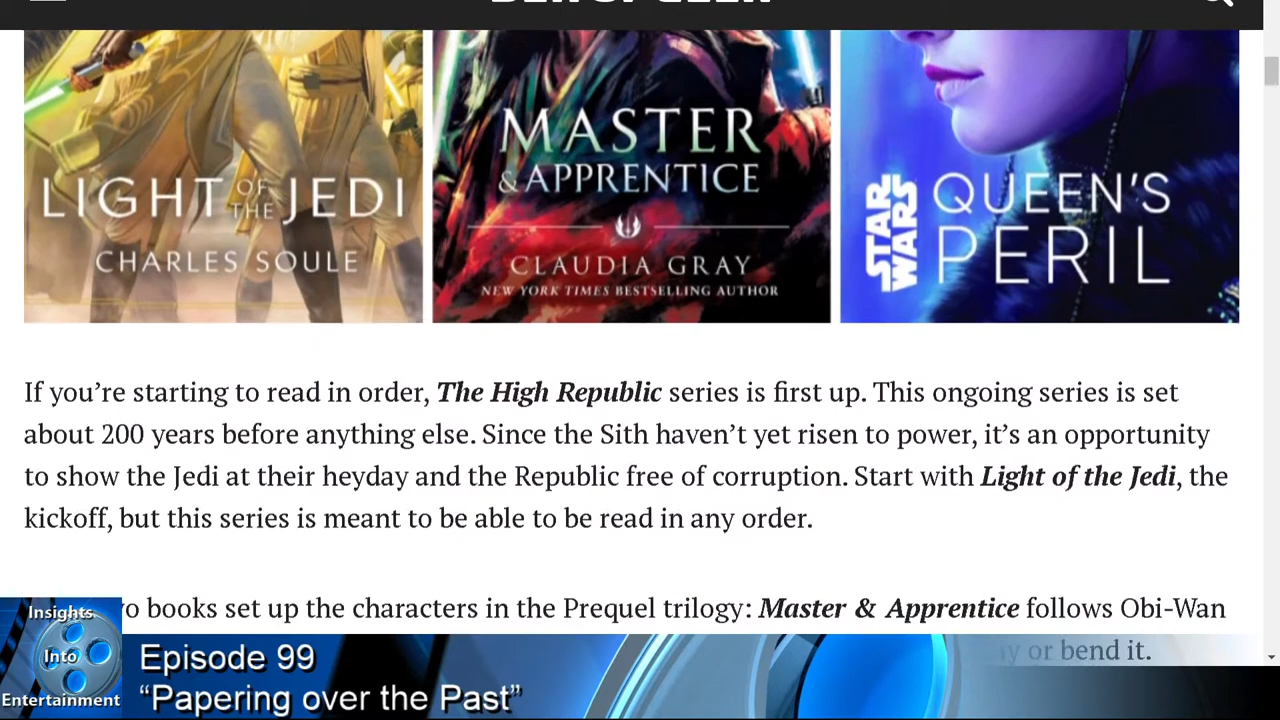 LIGHT OF THE JEDI
CHARLES SOULE
MASTER
& APPRENTICE
CLAUDIA GRAY
NEW YORK TIMES BESTSELLING AUTHOR
STAR WARS
QUEEN'S
PERIL
If you’re starting to read in order, The High Republic series is first up. This ongoing series is set
about 200 years before anything else. Since the Sith haven’t yet risen to power, it’s an opportunity
to show the Jedi at their heyday and the Republic free of corruption. Start with Light of the Jedi, the
kickoff, but this series is meant to be able to be read in any order.
books set up the characters in the Prequel trilogy: Master & Apprentice follows Obi-Wan
or bend it.
Insights
Into
Entertainment
Episode 99
“Papering over the Past”